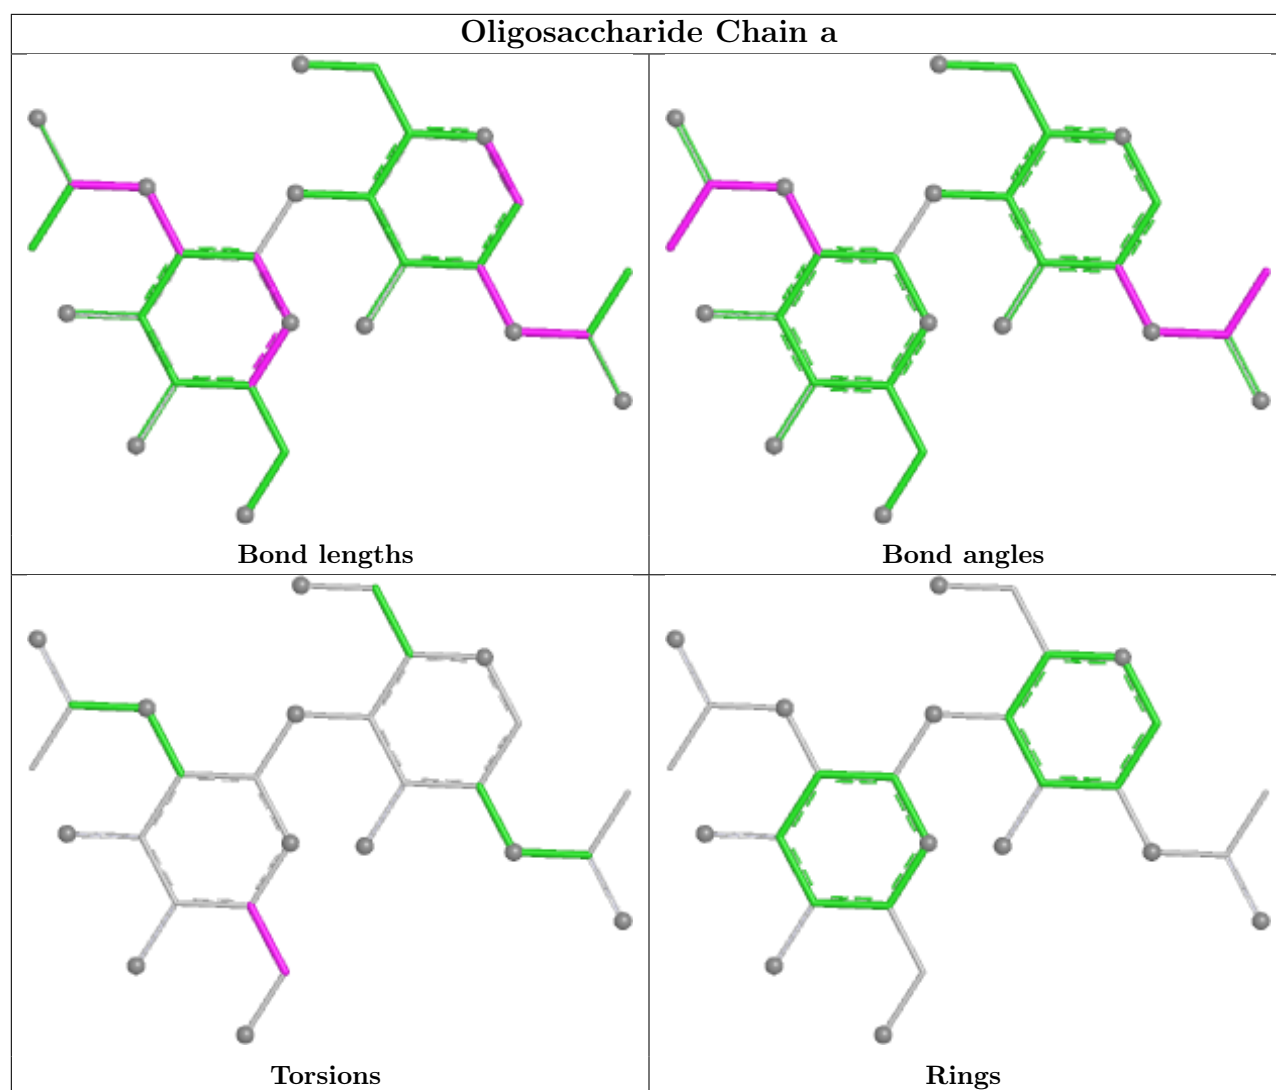 Oligosaccharide Chain a
Bond lengths
Bond angles
Torsions
Rings